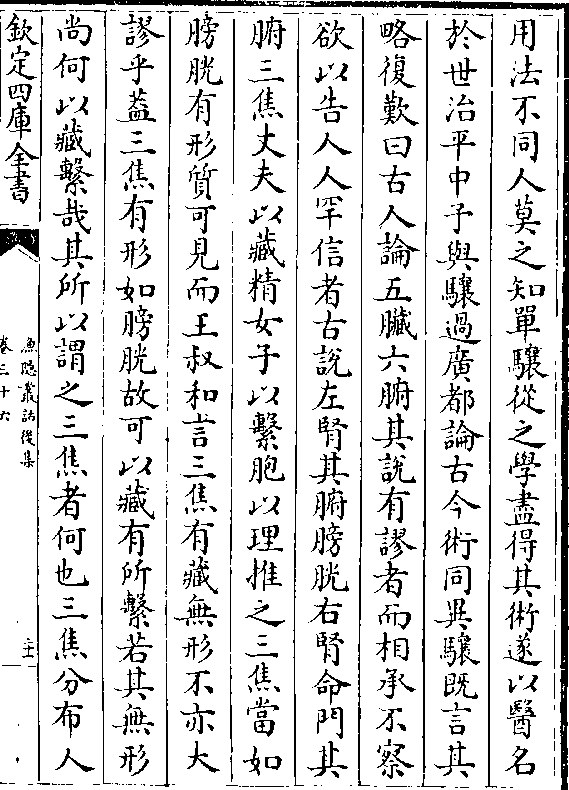 用法不同人莫之知單驤從之學盡得其術遂以醫名
於世治平中予與驤過廣都論古今術同異驤既言其
略復歎曰古人論五臟六腑其說有謬者而相承不察
欲以告人人罕信者古說左腎其腑膀胱右腎命門其
腑三焦丈夫以藏精女子以繫胞以理推之三焦當如
膀胱有形質可見而王叔和言三焦有藏無形不亦大
謬乎葢三焦有形如膀胱故可以藏有所繫若其無形
尚何以藏繫哉其所以謂之三焦者何也三焦分布人
欽定四庫全書
漁隱叢話後集
卷三十六